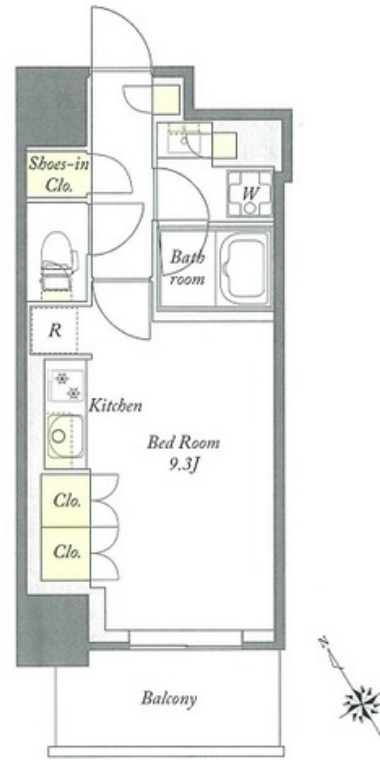 Shoes-in
Clo.
W
Bath
room
R
Kitchen
Bed Room
9.3J
Clo.
Clo.
Balcony
N